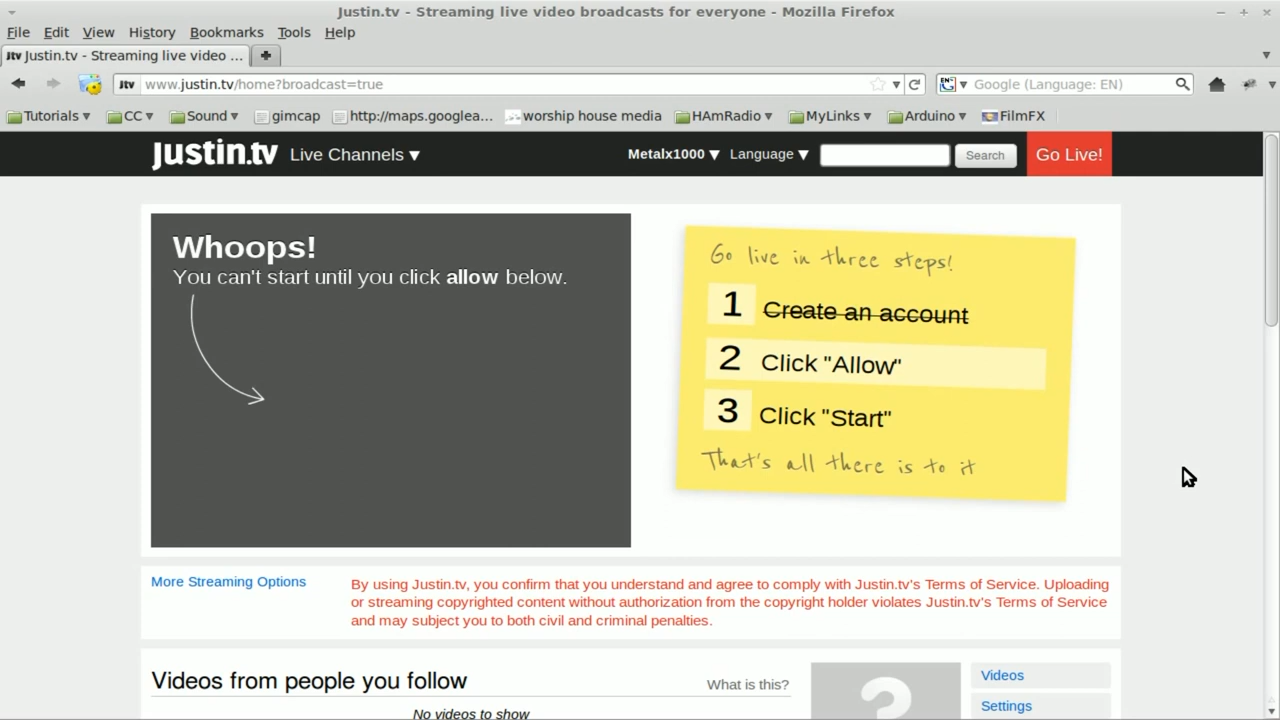 Justin.tv - Streaming live video broadcasts for everyone - Mozilla Firefox
File Edit View History Bookmarks Tools Help
jtv Justin.tv - Streaming live video ...
jtv www.justin.tv/home?broadcast=true
Google (Language: EN)
Tutorials CC Sound gimcap http://maps.googlea... worship house media HAmRadio MyLinks Arduino FilmFX
Justin.tv Live Channels Metalx1000 Language Search Go Live!
Whoops!
You can't start until you click allow below.
Go live in three steps!
1 Create an account
2 Click "Allow"
3 Click "Start"
That's all there is to it
More Streaming Options
By using Justin.tv, you confirm that you understand and agree to comply with Justin.tv's Terms of Service. Uploading
or streaming copyrighted content without authorization from the copyright holder violates Justin.tv's Terms of Service
and may subject you to both civil and criminal penalties.
Videos from people you follow
What is this?
No videos to show
?
Videos
Settings